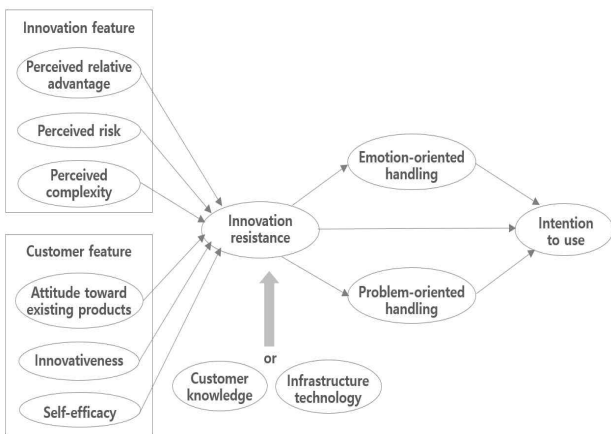 Innovation feature
Perceived relative
advantage
Perceived risk
Perceived
complexity
Customer feature
Attitude toward
existing products
Innovativeness
Self-efficacy
Innovation
resistance
or
Customer
knowledge
Infrastructure
technology
Emotion-oriented
handling
Problem-oriented
handling
Intention
to use